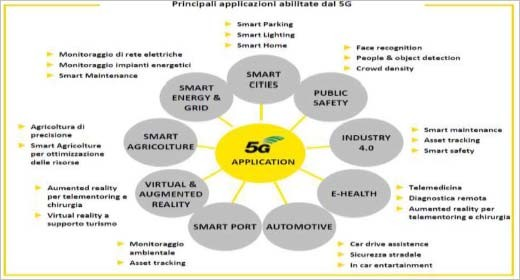 Principali applicazioni abilitate dal 5G
Smart Parking
Smart Lighting
Smart Home
Monitoraggio di rete elettriche
Monitoraggio impianti energetici
Smart Maintenance
Face recognition
People & object detection
Crowd density
SMART
CITIES
SMART
ENERGY &
GRID
PUBLIC
SAFETY
Agricoltura di
precisione
Smart Agricolture
per ottimizzazione
delle risorse
SMART
AGRICOLTURE
5G
APPLICATION
INDUSTRY
4.0
Smart maintenance
Asset tracking
Smart safety
Aumented reality
per telementoring e
chirurgia
Virtual reality a
supporto turismo
VIRTUAL &
AUGMENTED
REALITY
E-HEALTH
Telemedicina
Diagnostica remota
Aumented reality per
telementoring e chirurgia
SMART PORT
AUTOMOTIVE
Monitoraggio
ambientale
Asset tracking
Car drive assistence
Sicurezza stradale
In car entertainment